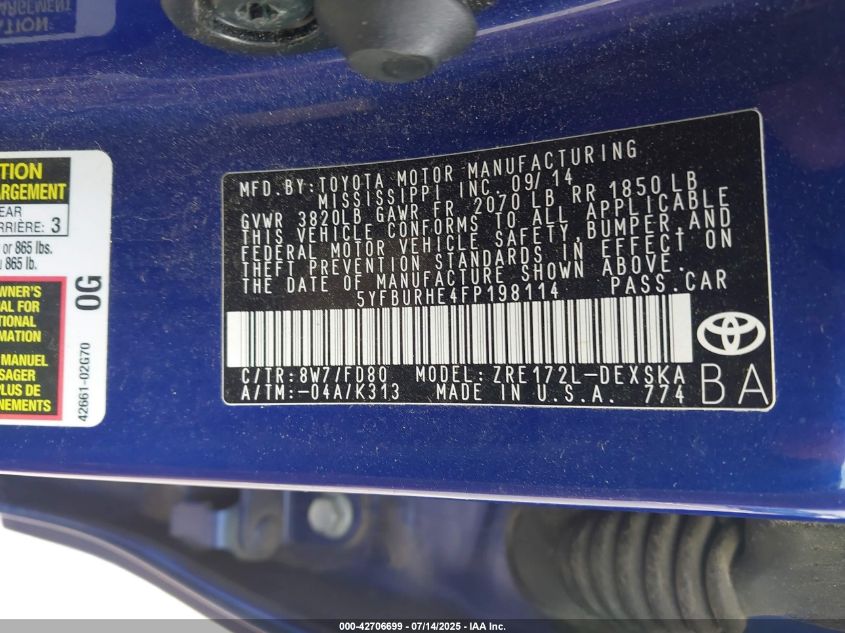 ARGEMENT
ATION
TION
ARGEMENT
EAR
RRIÈRE: 3
or 865 lbs.
u 865 lb.
0G
WNER'S
AL FOR
TIONAL
MATION
MANUEL
SAGER
PLUS DE
NEMENTS
42661-02G70
MFD. BY: TOYOTA MOTOR MANUFACTURING
MISSISSIPPI INC. 09/14
GVWR 3820LB GAWR FR 2070 LB RR 1850 LB
THIS VEHICLE CONFORMS TO ALL APPLICABLE
FEDERAL MOTOR VEHICLE SAFETY, BUMPER, AND
THEFT PREVENTION STANDARDS IN EFFECT ON
THE DATE OF MANUFACTURE SHOWN ABOVE.
5YFBURHE4FP198114 PASS. CAR
C/TR: 8W7/FD80 MODEL: ZRE172L-DEXSKA
A/TM: -04A/K313 MADE IN U.S.A. 774
BA
000-42706699 - 07/14/2025 - IAA Inc.